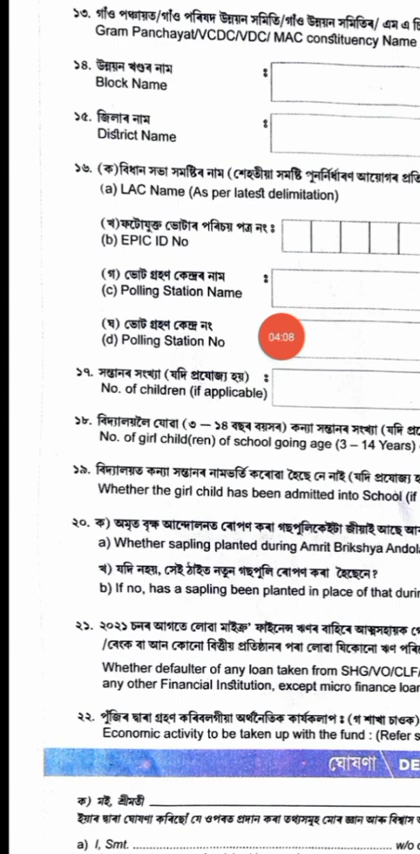 ১৩. গাঁও পঞ্চায়ত/গাঁও পৰিষদ উন্নয়ন সমিতি/গাঁও উন্নয়ন সমিতিৰ/ এম এ
Gram Panchayat/VCDC/VDC/ MAC constituency Name
১৪. উন্নয়ন খণ্ডৰ নাম :
Block Name
১৫. জিলাৰ নাম :
District Name
১৬. (ক)বিধান সভা সমষ্টিৰ নাম (শেহতীয়া সমষ্টি পুনৰ্নিৰ্ধাৰণ আয়োগৰ
(a) LAC Name (As per latest delimitation)
(খ)ফটোযুক্ত ভোটাৰ পৰিচয় পত্ৰ নং :
(b) EPIC ID No
(গ) ভোট গ্ৰহণ কেন্দ্ৰৰ নাম :
(c) Polling Station Name
(ঘ) ভোট গ্ৰহণ কেন্দ্ৰ নং
(d) Polling Station No
04:08
১৭. সন্তানৰ সংখ্যা (যদি প্ৰযোজ্য হয়) :
No. of children (if applicable)
১৮. বিদ্যালয়লৈ যোৱা (৩ – ১৪ বছৰ বয়সৰ) কন্যা সন্তানৰ সংখ্যা (যদি
No. of girl child(ren) of school going age (3 – 14 Years)
১৯. বিদ্যালয়ত কন্যা সন্তানৰ নামভৰ্তি কৰোৱা হৈছে নে নাই (যদি প্ৰযোজ্য
Whether the girl child has been admitted into School (if
২০. ক) অমৃত বৃক্ষ আন্দোলনত ৰোপণ কৰা গছপুলিকেইটা জীয়াই আছে
a) Whether sapling planted during Amrit Brikshya
খ) যদি নহয়, সেই ঠাইত নতুন গছপুলি ৰোপণ কৰা হৈছেনে?
b) If no, has a sapling been planted in place of that
২১. ২০২১ চনৰ আগতে লোৱা মাইক্ৰ' ফাইনেন্স ঋণৰ বাহিৰে আত্মসহায়ক
/বেংক বা আন কোনো বিত্তীয় প্ৰতিষ্ঠানৰ পৰা লোৱা যিকোনো ঋণ
Whether defaulter of any loan taken from SHG/VO/CLF/
any other Financial Institution, except micro finance
২২. পুঁজিৰ দ্বাৰা গ্ৰহণ কৰিবলগীয়া অৰ্থনৈতিক কাৰ্যকলাপ : (গ শাখা চাওক)
Economic activity to be taken up with the fund : (Refer
ঘোষণা DE
ক) মই, শ্ৰীমতী
ইয়াৰ দ্বাৰা ঘোষণা কৰিছোঁ যে ওপৰত প্ৰদান কৰা তথ্যসমূহ মোৰ জ্ঞান আৰু বিশ্বাস
a) I, Smt. w/o